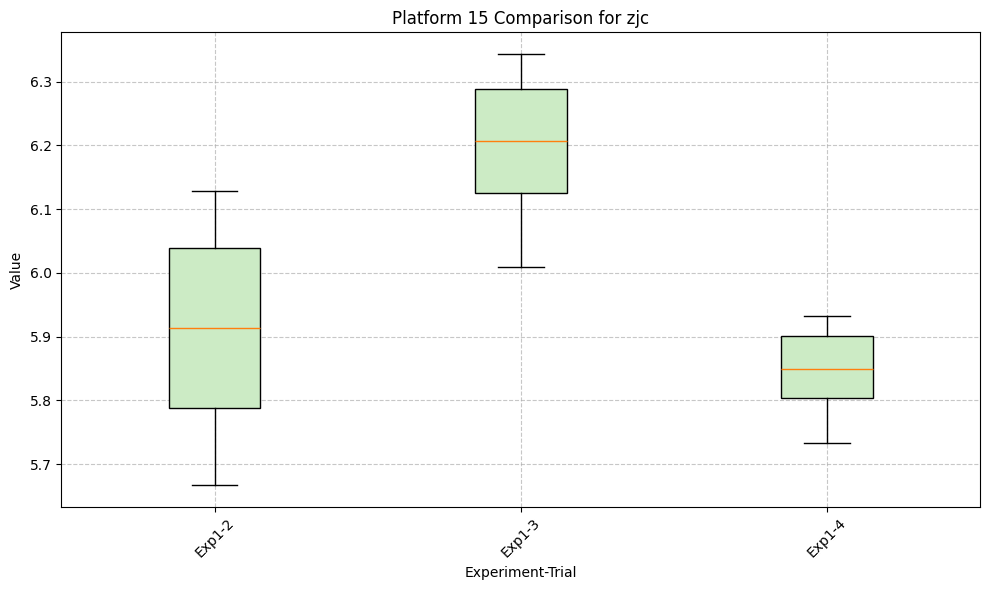 Platform 15 Comparison for zjc
Value
6.3
6.2
6.1
6.0
5.9
5.8
5.7
Exp1-2
Exp1-3
Exp1-4
Experiment-Trial